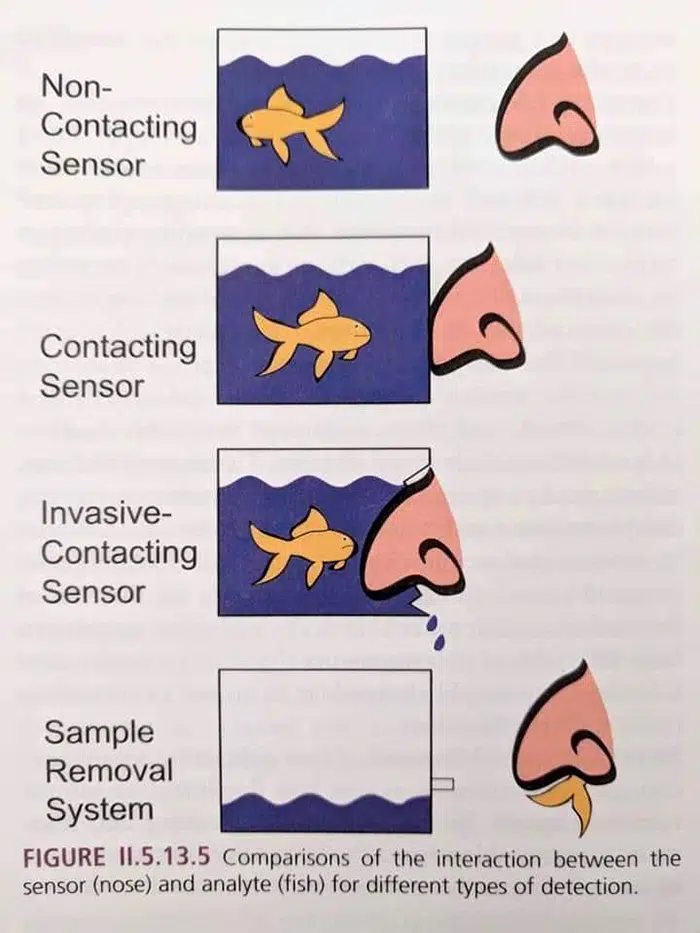 Non-
Contacting
Sensor
Contacting
Sensor
Invasive-
Contacting
Sensor
Sample
Removal
System
FIGURE II.5.13.5 Comparisons of the interaction between the
sensor (nose) and analyte (fish) for different types of detection.